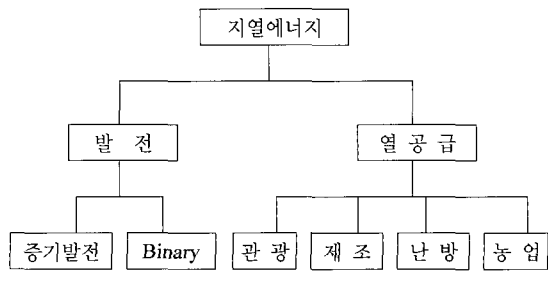 지열에너지
발 전
열 공 급
증기발전
Binary
관 광
재 조
난 방
농 업